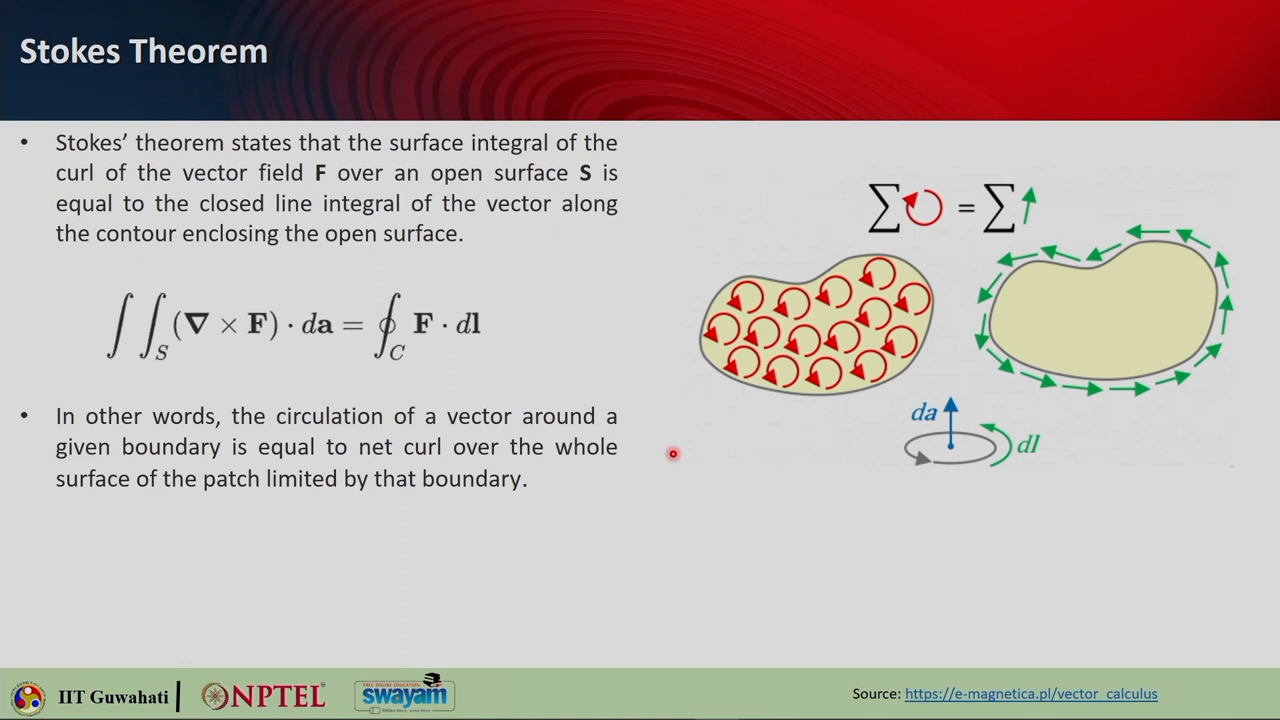 Stokes Theorem
• Stokes’ theorem states that the surface integral of the
curl of the vector field F over an open surface S is
equal to the closed line integral of the vector along
the contour enclosing the open surface.
∫∫_S (∇ × F) · da = ∮_C F · dl
• In other words, the circulation of a vector around a
given boundary is equal to net curl over the whole
surface of the patch limited by that boundary.
∑ = ∑
da
dl
IIT Guwahati
NPTEL
FREE ONLINE EDUCATION
swayam
Source: https://e-magnetica.pl/vector_calculus